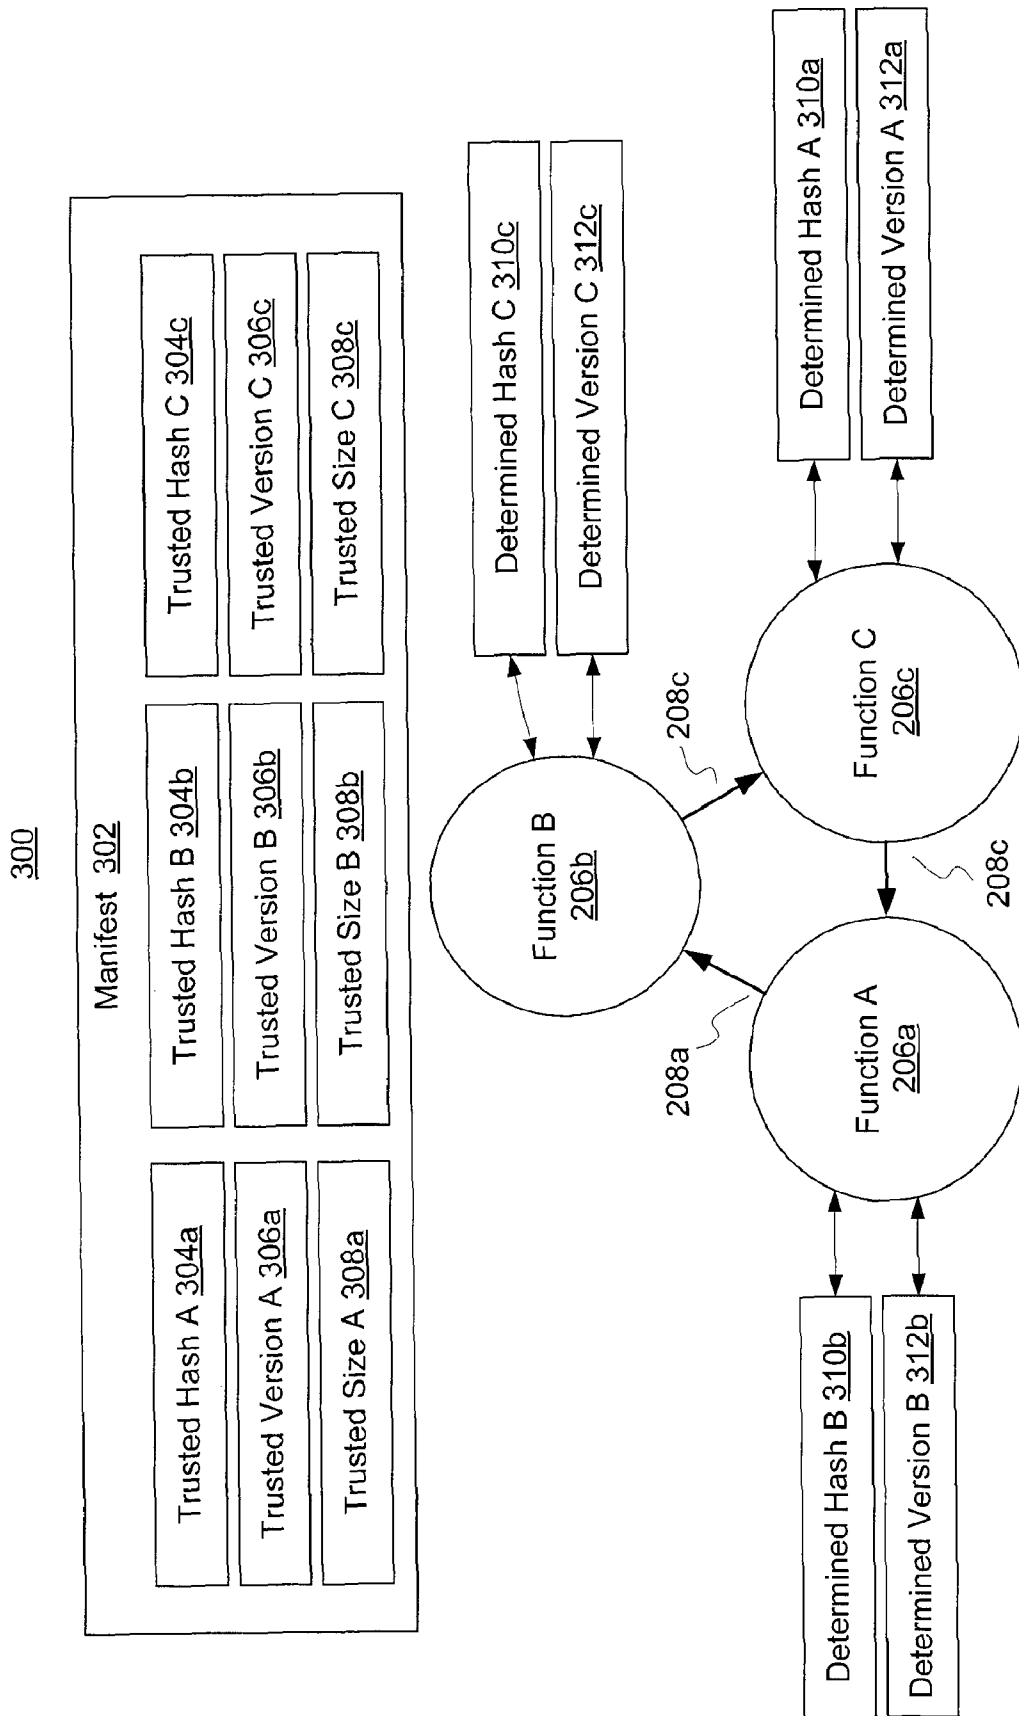 300
Manifest 302
Trusted Hash A 304a
Trusted Hash B 304b
Trusted Hash C 304c
Trusted Version A 306a
Trusted Version B 306b
Trusted Version C 306c
Trusted Size A 308a
Trusted Size B 308b
Trusted Size C 308c
Function B
206b
Determined Hash C 310c
Determined Version C 312c
208a
208c
Determined Hash B 310b
Determined Version B 312b
Function A
206a
208c
Function C
206c
Determined Hash A 310a
Determined Version A 312a